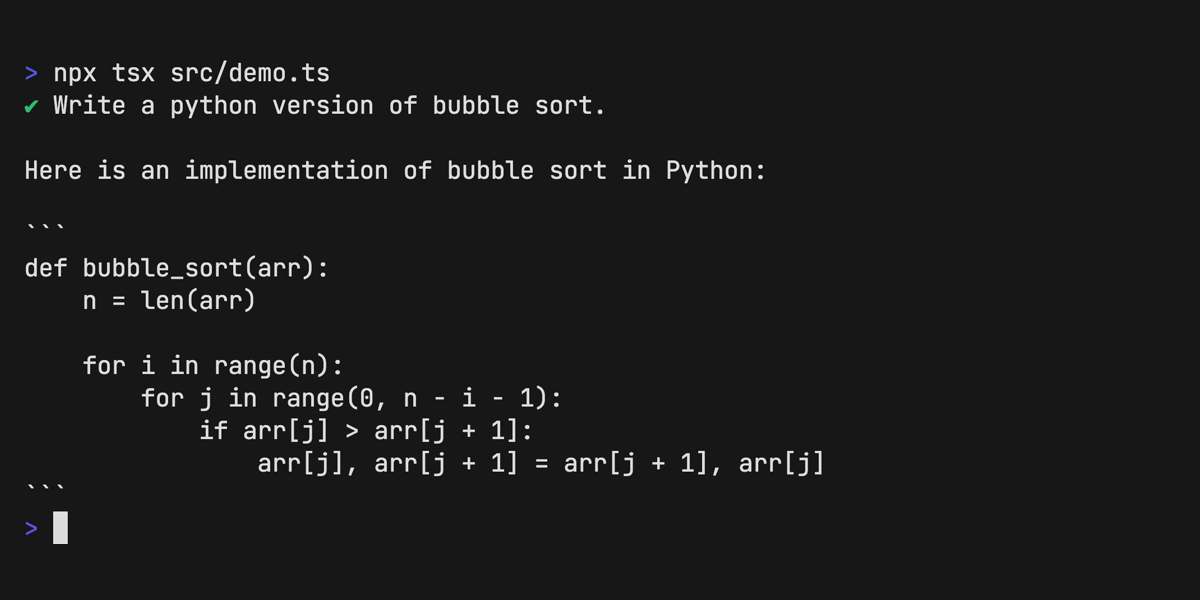 > npx tsx src/demo.ts
✔ Write a python version of bubble sort.

Here is an implementation of bubble sort in Python:

```
def bubble_sort(arr):
    n = len(arr)

    for i in range(n):
        for j in range(0, n - i - 1):
            if arr[j] > arr[j + 1]:
                arr[j], arr[j + 1] = arr[j + 1], arr[j]
```
>